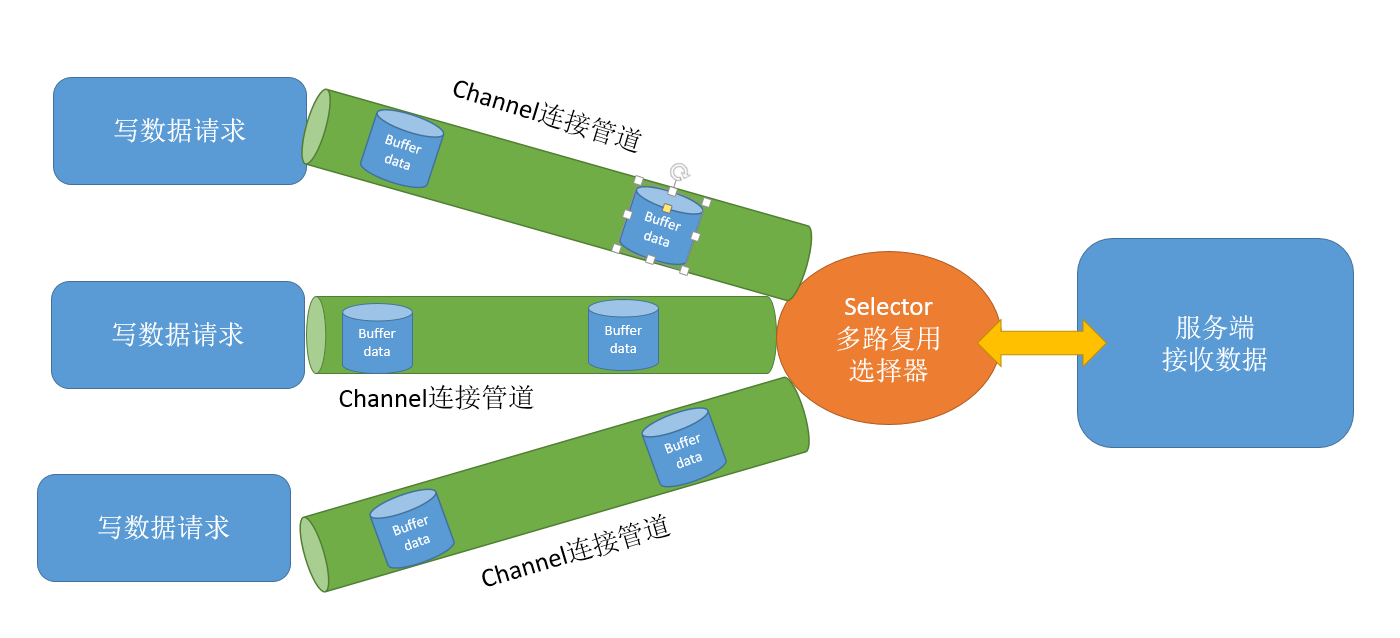 写数据请求
Channel连接管道
Buffer
data
Buffer
data
写数据请求
Buffer
data
Buffer
data
Channel连接管道
Selector
多路复用
选择器
服务端
接收数据
写数据请求
Buffer
data
Buffer
data
Channel连接管道